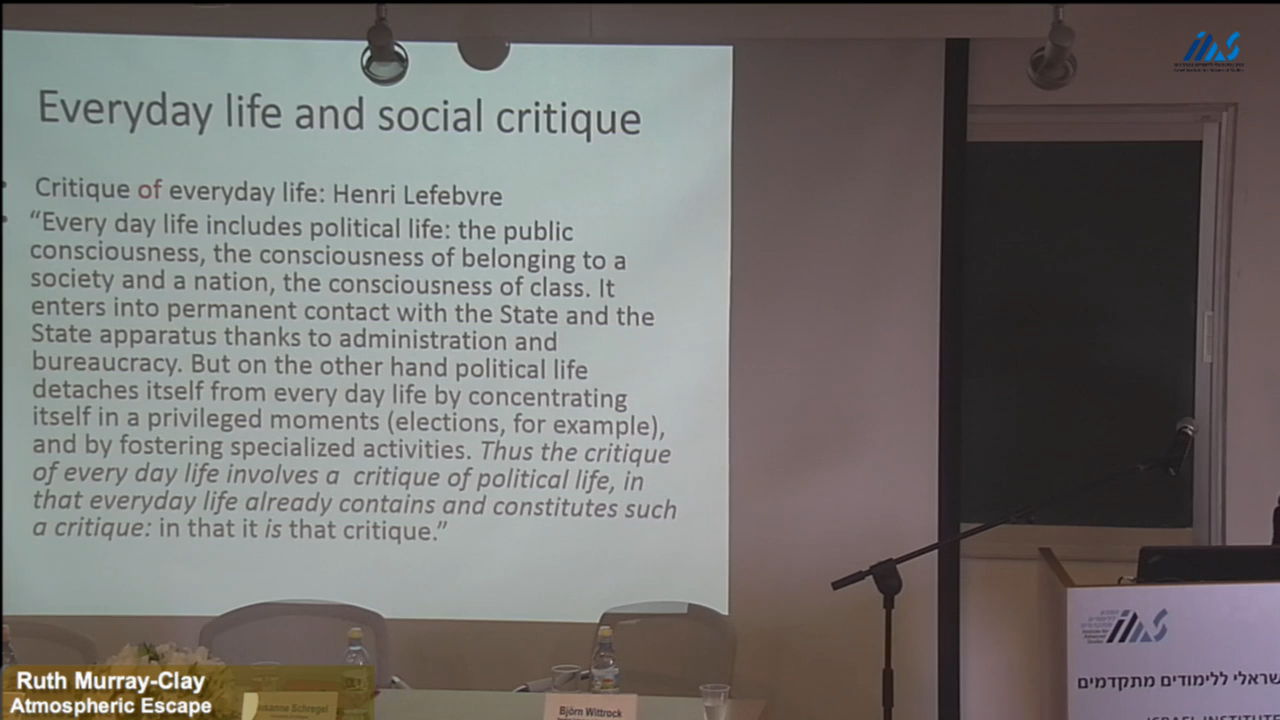 Everyday life and social critique
Critique of everyday life: Henri Lefebvre
“Every day life includes political life: the public
consciousness, the consciousness of belonging to a
society and a nation, the consciousness of class. It
enters into permanent contact with the State and the
State apparatus thanks to administration and
bureaucracy. But on the other hand political life
detaches itself from every day life by concentrating
itself in a privileged moments (elections, for example),
and by fostering specialized activities. Thus the critique
of every day life involves a critique of political life, in
that everyday life already contains and constitutes such
a critique: in that it is that critique.”
Ruth Murray-Clay
Atmospheric Escape
Schregel
Björn Wittrock
ללימודים מתקדמים